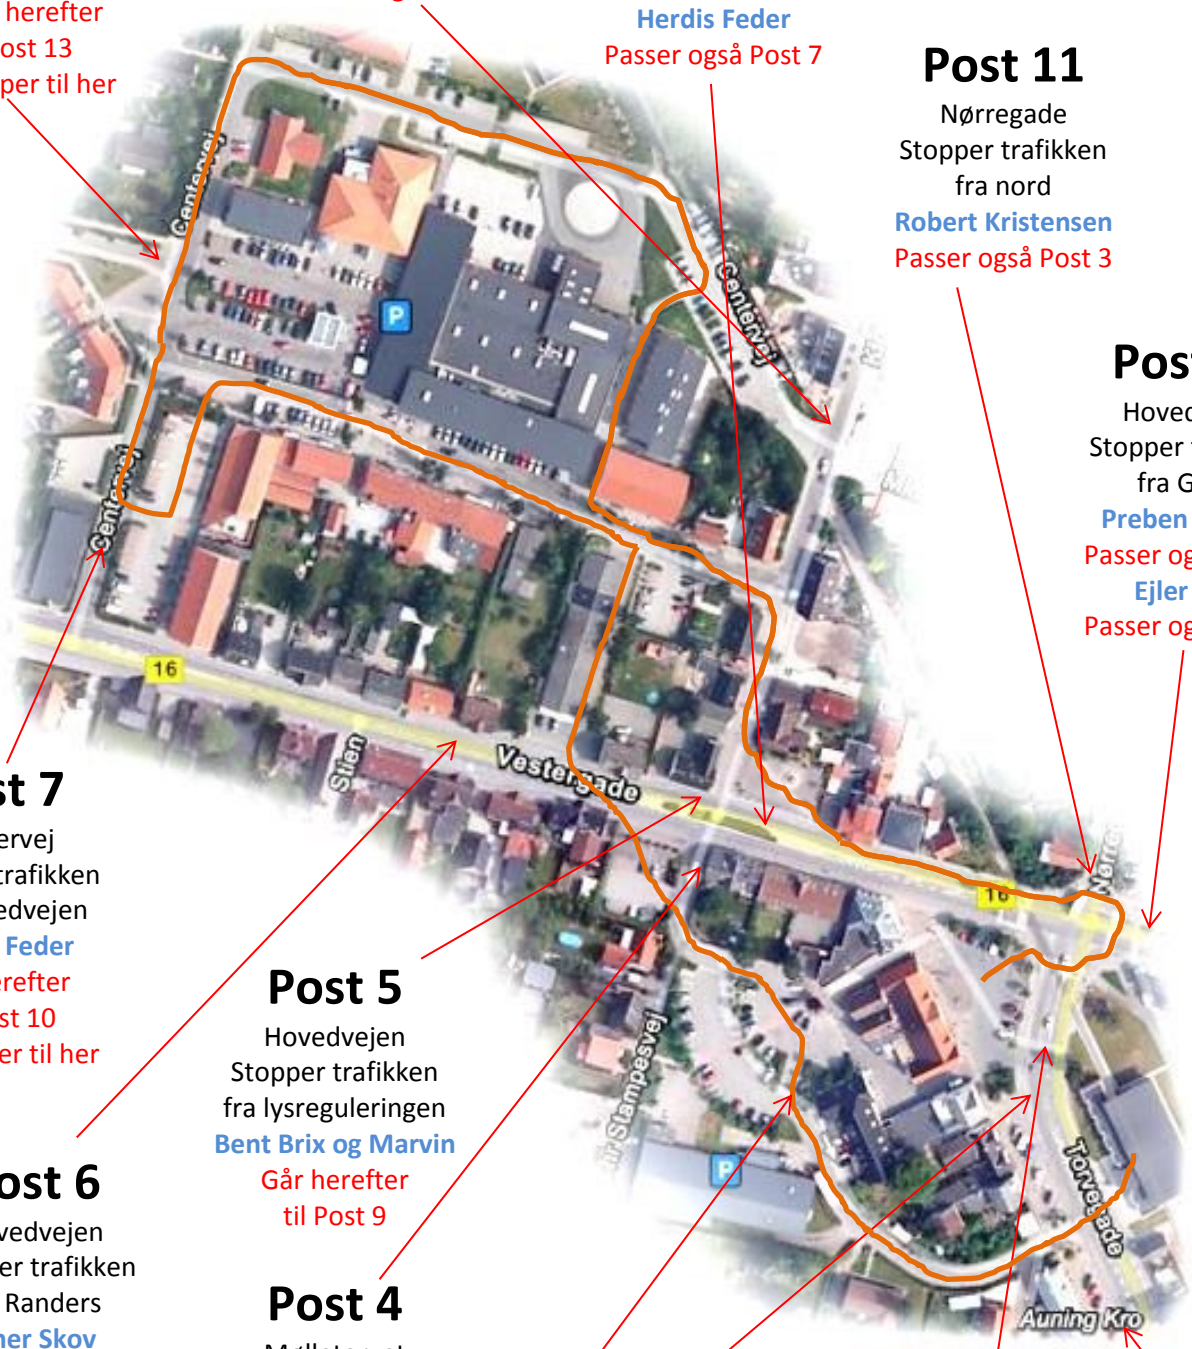 herefter
ost 13
per til her
Herdis Feder
Passer også Post 7
Post 11
Nørregade
Stopper trafikken
fra nord
Robert Kristensen
Passer også Post 3
Pos
Hoved
Stopper
fra G
Preben
Passer og
Ejler
Passer og
Centervej
Centervej
Centervej
P
16
Stien
Vestergade
16
Nørre
st 7
ervej
trafikken
edvejen
Feder
erefter
st 10
er til her
Post 5
Hovedvejen
Stopper trafikken
fra lysreguleringen
Bent Brix og Marvin
Går herefter
til Post 9
ost 6
vedvejen
er trafikken
Randers
ner Skov
Post 4
Stampesvej
P
Torvegade
Auning Kro